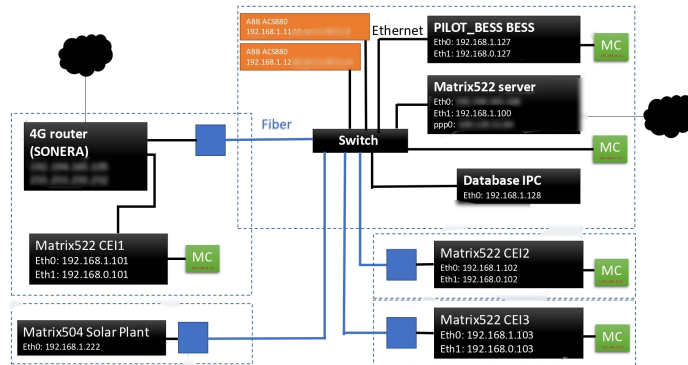 ABB ACS880
192.168.1.11
ABB ACS880
192.168.1.12
Ethernet
PILOT_BESS BESS
Eth0: 192.168.1.127
Eth1: 192.168.0.127
MC
Matrix522 server
Eth0:
Eth1: 192.168.1.100
ppp0:
4G router
(SONERA)
Fiber
Switch
MC
Database IPC
Eth0: 192.168.1.128
Matrix522 CEI1
Eth0: 192.168.1.101
Eth1: 192.168.0.101
MC
Matrix522 CEI2
Eth0: 192.168.1.102
Eth1: 192.168.0.102
MC
Matrix504 Solar Plant
Eth0: 192.168.1.222
Matrix522 CEI3
Eth0: 192.168.1.103
Eth1: 192.168.0.103
MC